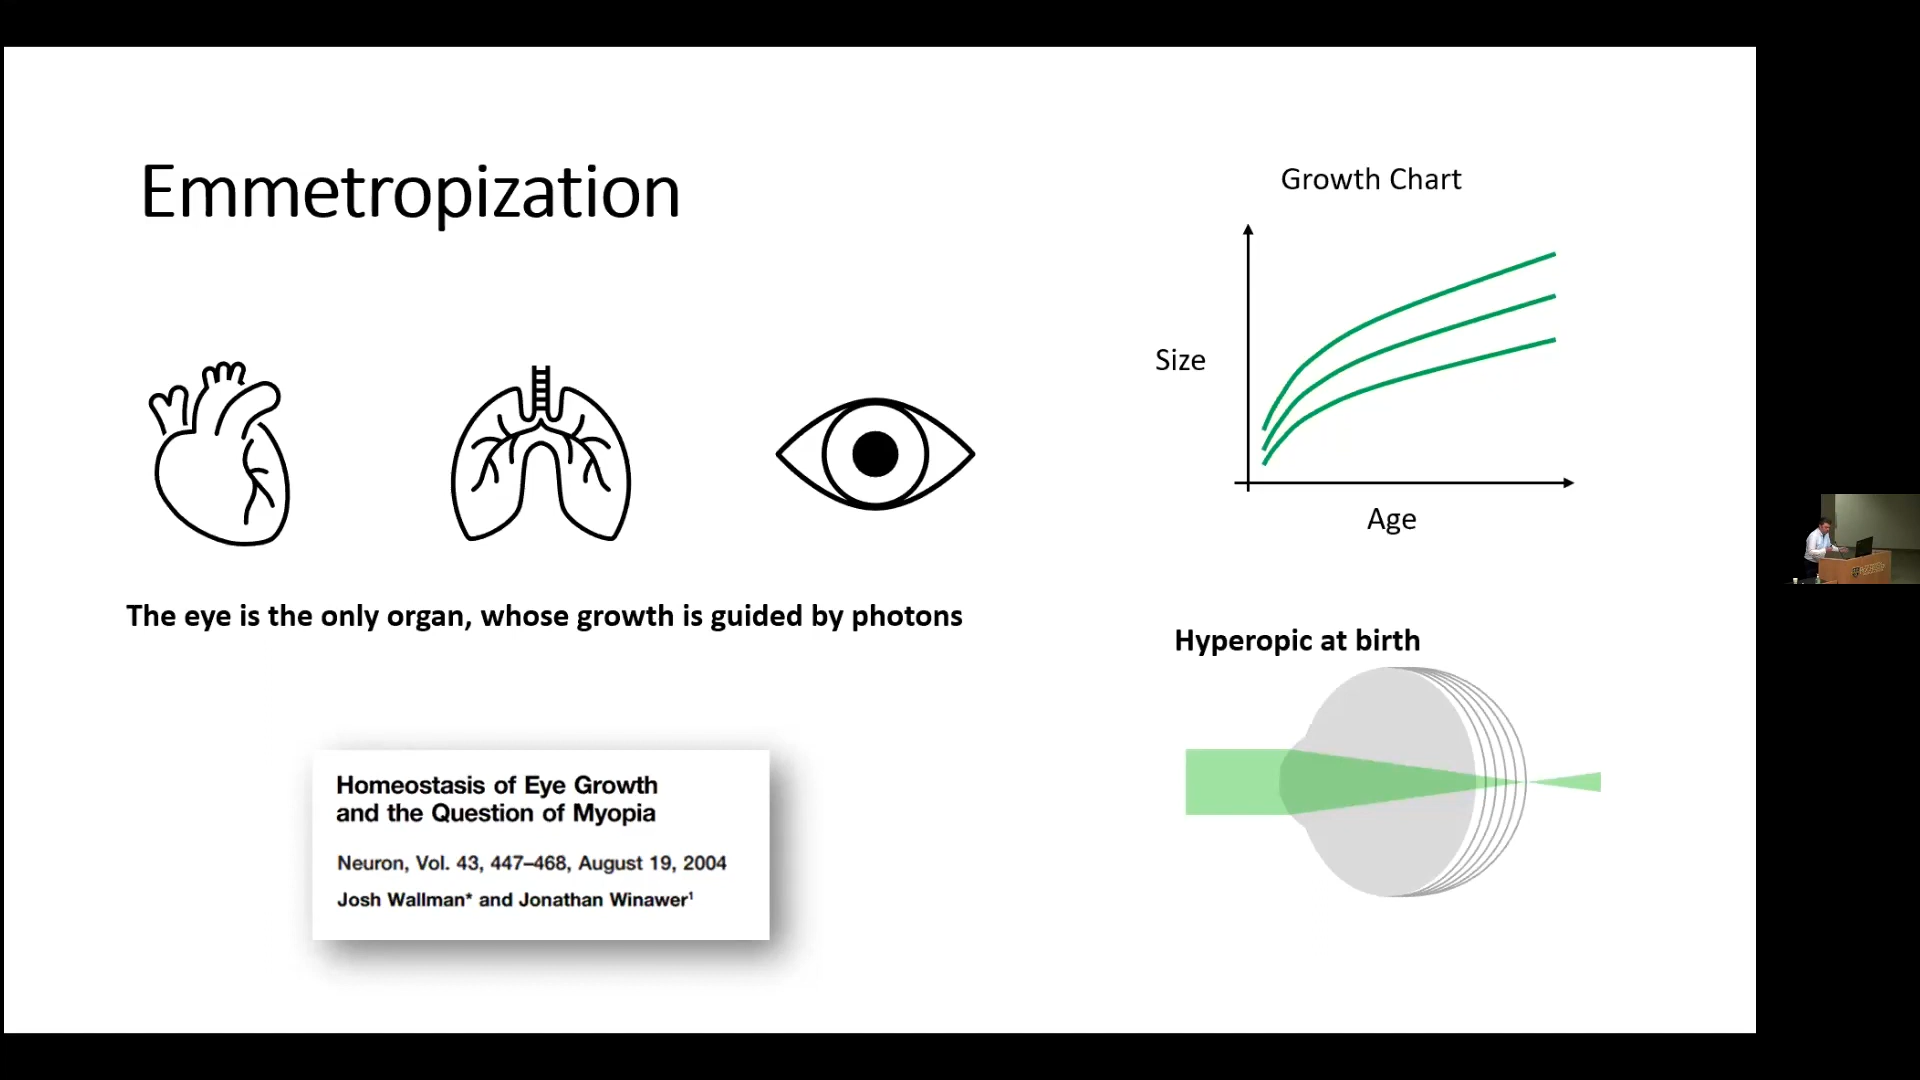 Emmetropization
The eye is the only organ, whose growth is guided by photons
Homeostasis of Eye Growth
and the Question of Myopia
Neuron, Vol. 43, 447–468, August 19, 2004
Josh Wallman* and Jonathan Winawer¹
Growth Chart
Size
Age
Hyperopic at birth